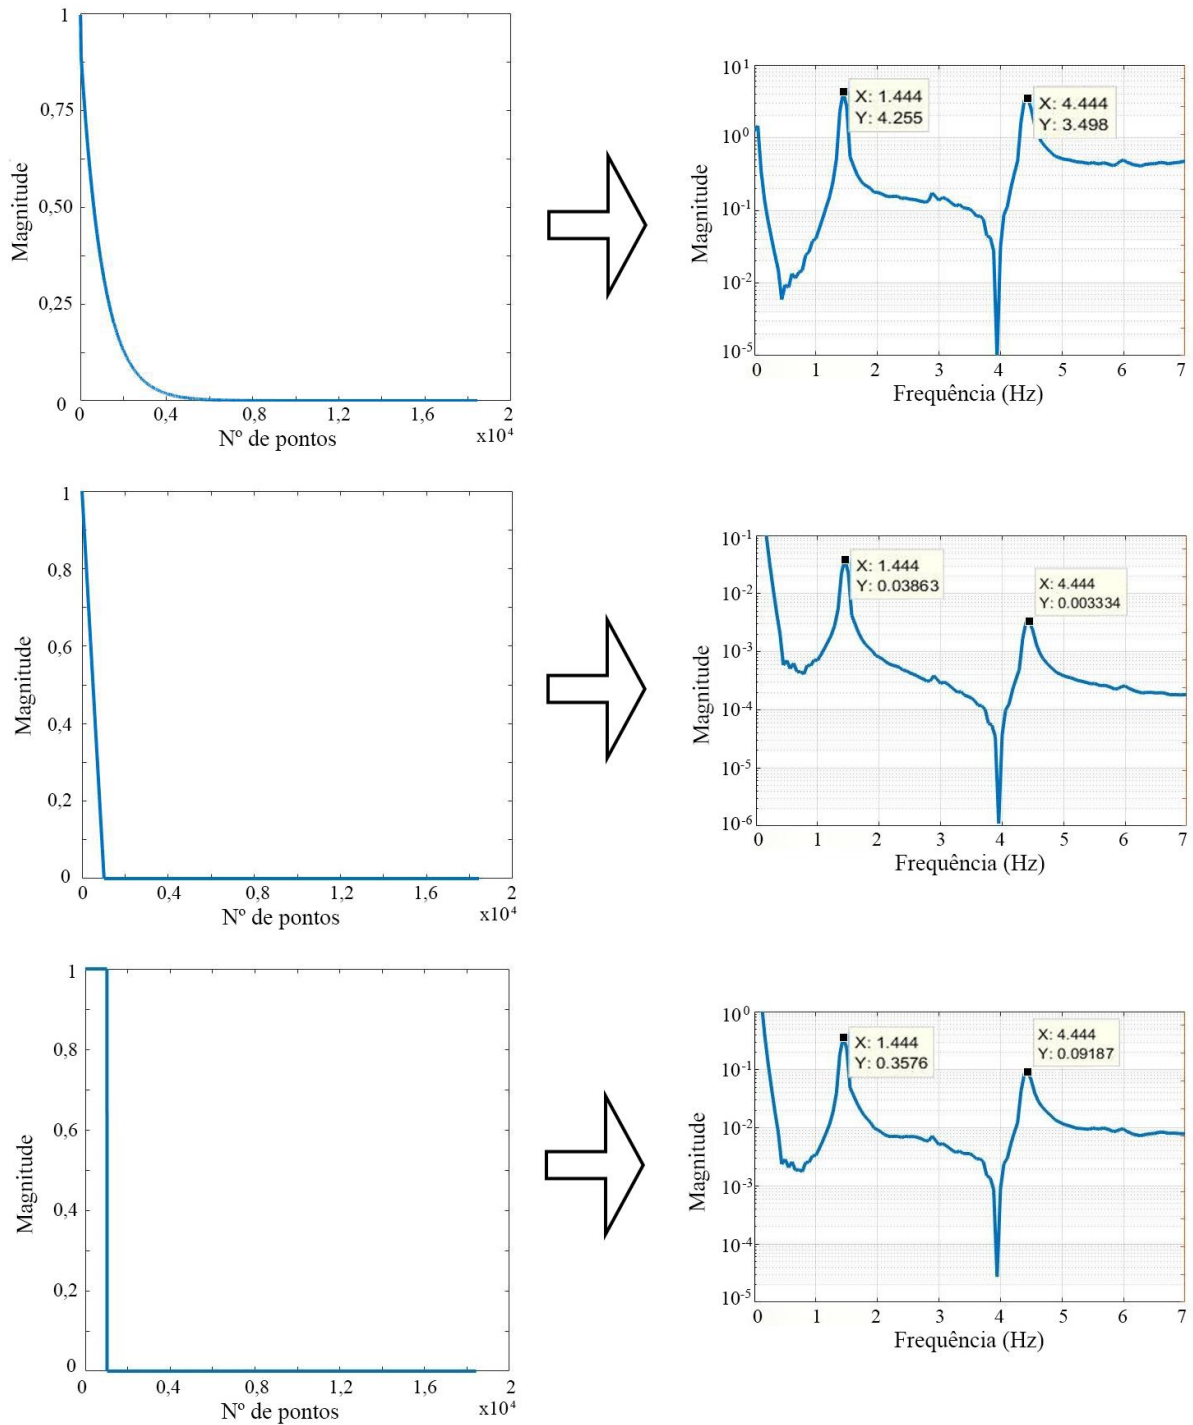 1
0,75
0,50
0,25
0
Magnitude
0
0,4
0,8
1,2
1,6
2
x10⁴
Nº de pontos
10¹
10⁰
10⁻¹
10⁻²
10⁻⁵
Magnitude
X: 1.444
Y: 4.255
X: 4.444
Y: 3.498
0 1 2 3 4 5 6 7
Frequência (Hz)
1
0,8
0,6
0,4
0,2
0
Magnitude
0
0,4
0,8
1,2
1,6
2
x10⁴
Nº de pontos
10⁻¹
10⁻²
10⁻³
10⁻⁴
10⁻⁵
10⁻⁶
Magnitude
X: 1.444
Y: 0.03863
X: 4.444
Y: 0.003334
0 1 2 3 4 5 6 7
Frequência (Hz)
1
0,8
0,6
0,4
0,2
0
Magnitude
0
0,4
0,8
1,2
1,6
2
x10⁴
Nº de pontos
10⁰
10⁻¹
10⁻²
10⁻³
10⁻⁴
10⁻⁵
Magnitude
X: 1.444
Y: 0.3576
X: 4.444
Y: 0.09187
0 1 2 3 4 5 6 7
Frequência (Hz)